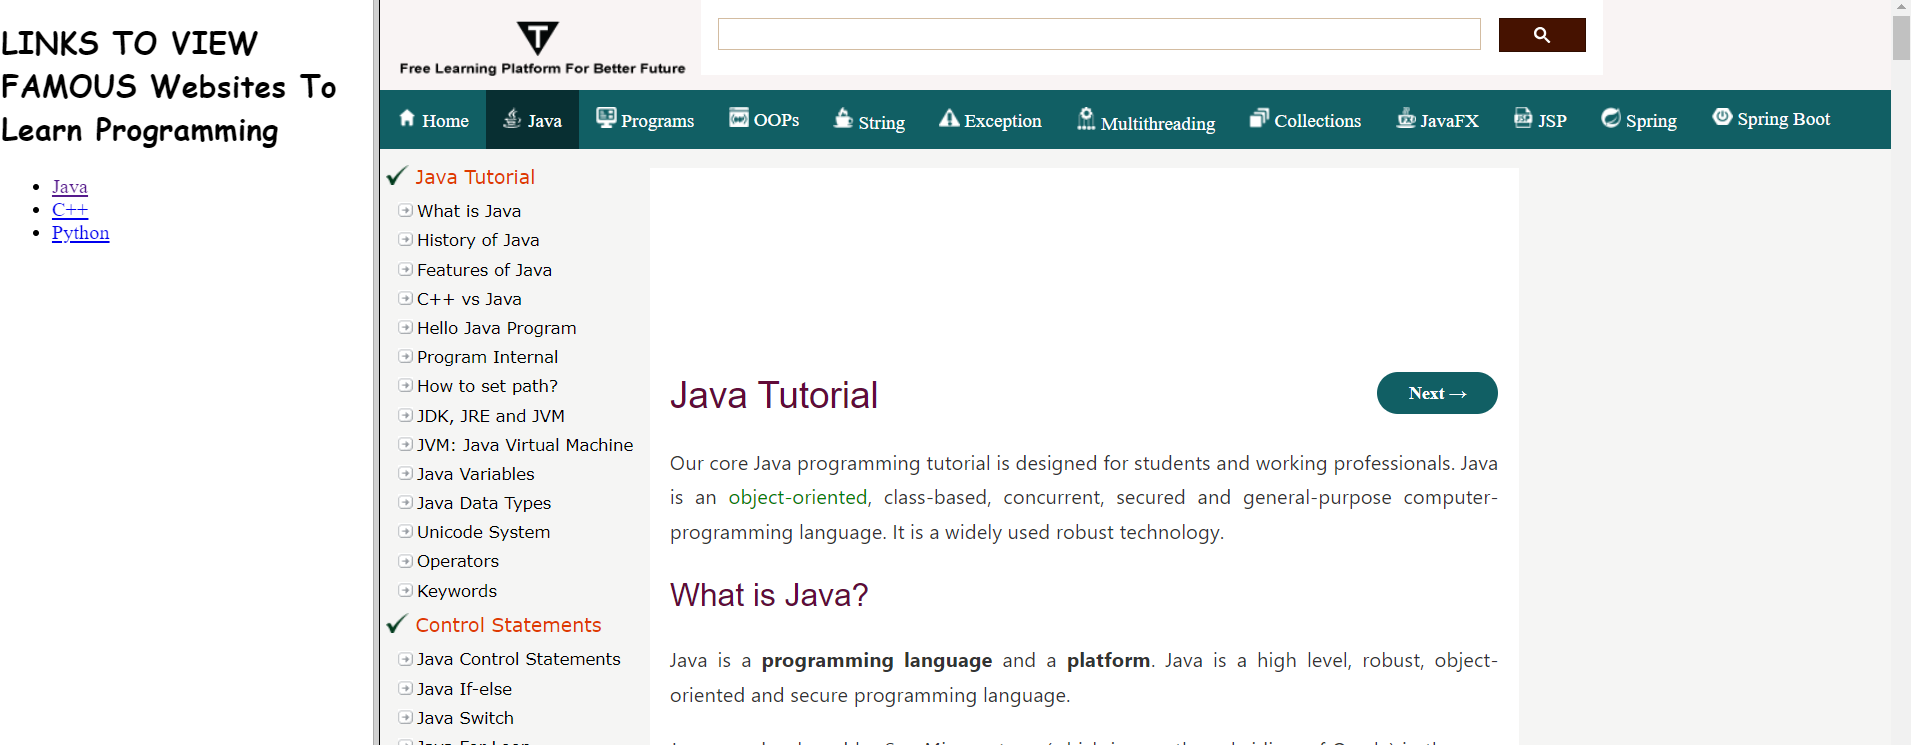 LINKS TO VIEW
FAMOUS Websites To
Learn Programming
Java
C++
Python
T
Free Learning Platform For Better Future
Home
Java
Programs
OOPs
String
Exception
Multithreading
Collections
JavaFX
JSP
Spring
Spring Boot
Java Tutorial
What is Java
History of Java
Features of Java
C++ vs Java
Hello Java Program
Program Internal
How to set path?
JDK, JRE and JVM
JVM: Java Virtual Machine
Java Variables
Java Data Types
Unicode System
Operators
Keywords
Control Statements
Java Control Statements
Java If-else
Java Switch
Java Tutorial
Next →
Our core Java programming tutorial is designed for students and working professionals. Java
is an object-oriented, class-based, concurrent, secured and general-purpose computer-
programming language. It is a widely used robust technology.
What is Java?
Java is a programming language and a platform. Java is a high level, robust, object-
oriented and secure programming language.